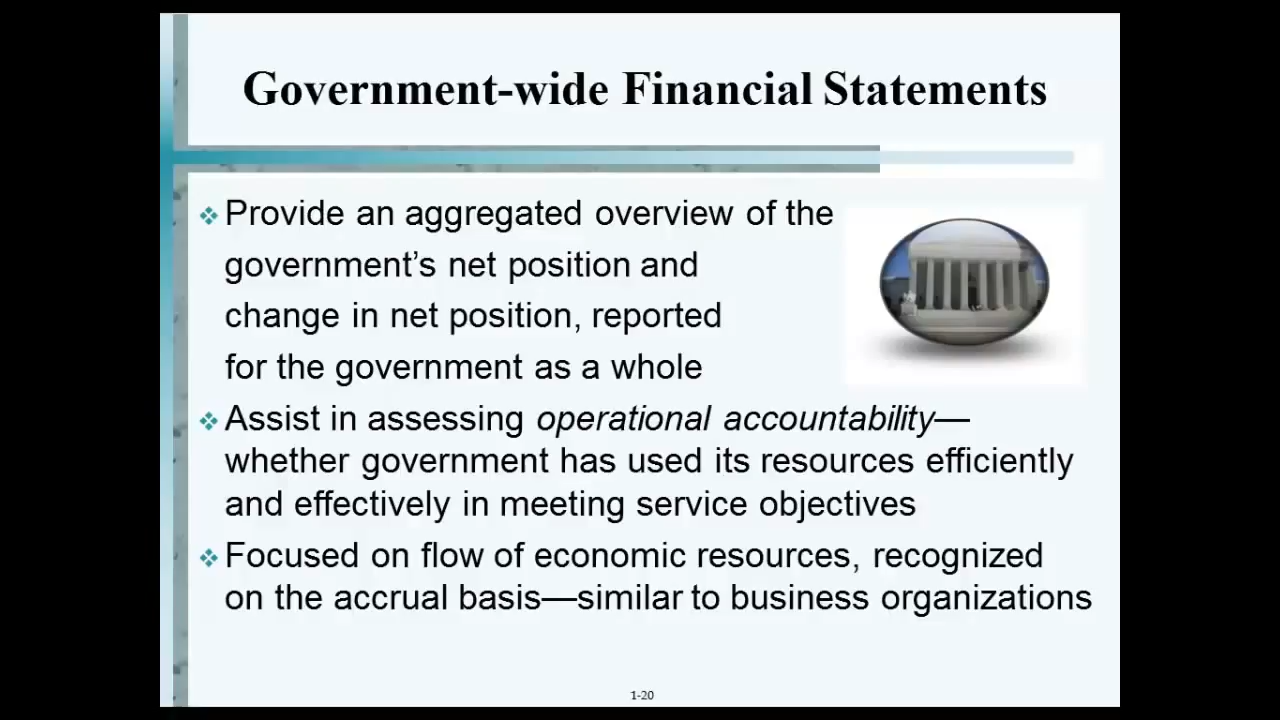 Government-wide Financial Statements
Provide an aggregated overview of the
government's net position and
change in net position, reported
for the government as a whole
Assist in assessing operational accountability—
whether government has used its resources efficiently
and effectively in meeting service objectives
Focused on flow of economic resources, recognized
on the accrual basis—similar to business organizations
1-20